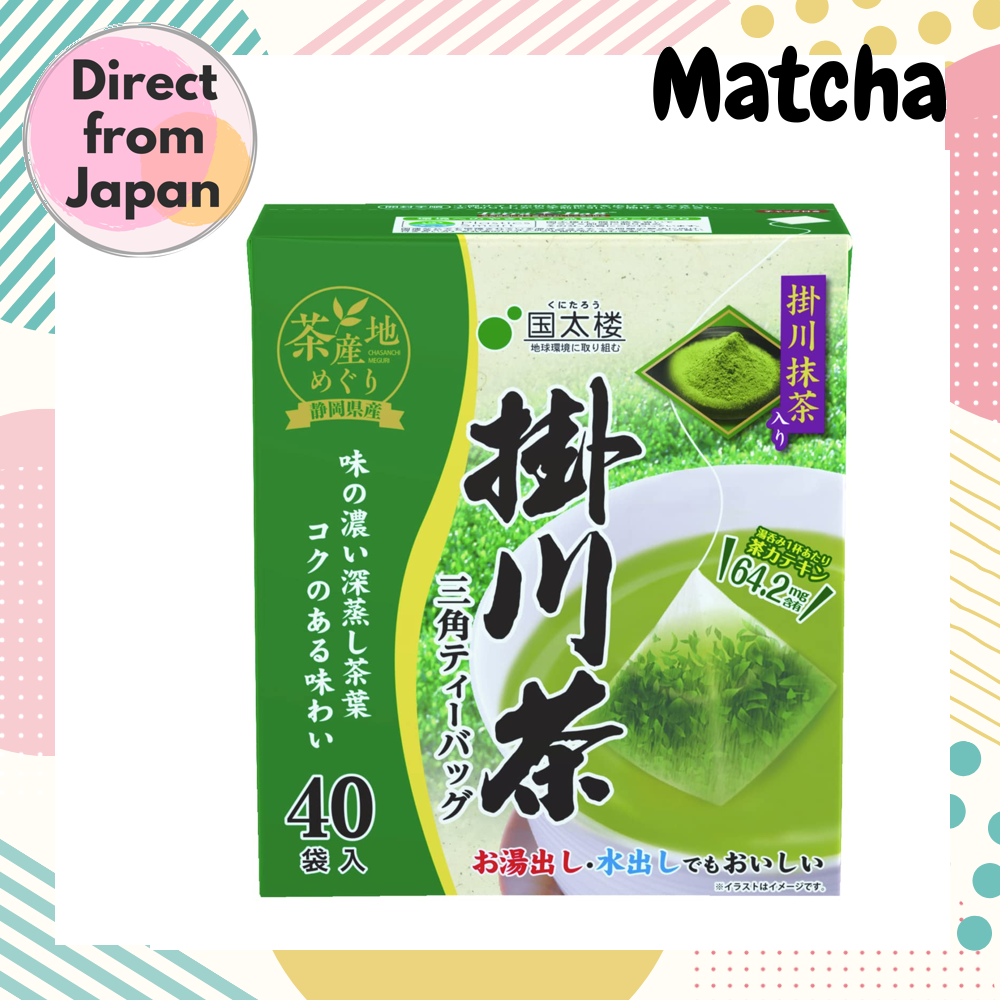 Direct
from
Japan
Matcha
茶産地
CHASANCHI
MEGURI
めぐり
静岡県産
くにたろう
国太楼
地球環境に取り組む
掛川抹茶
入り
掛川茶
三角ティーバッグ
味の濃い深蒸し茶葉
コクのある味わい
湯呑み1杯あたり
茶カテキン
64.2mg
含有
40
袋入
お湯出し・水出しでもおいしい
※イラストはイメージです。